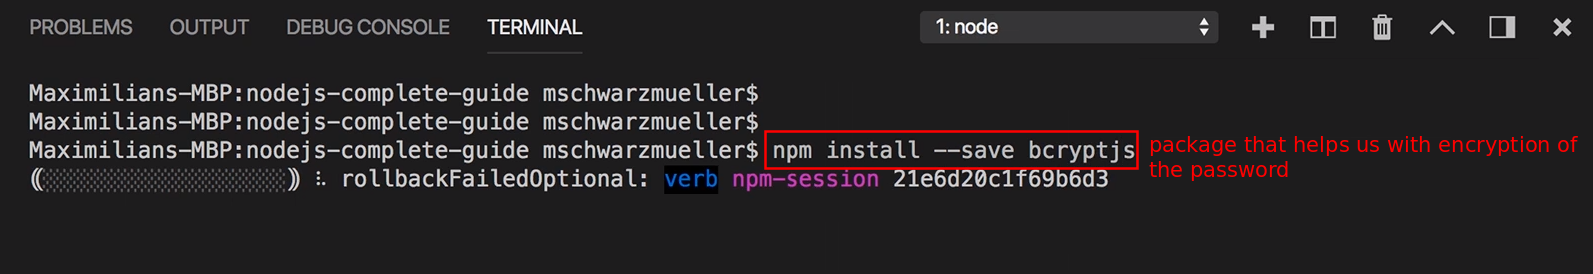 PROBLEMS OUTPUT DEBUG CONSOLE TERMINAL 1: node
Maximilians-MBP:nodejs-complete-guide mschwarzmueller$
Maximilians-MBP:nodejs-complete-guide mschwarzmueller$
Maximilians-MBP:nodejs-complete-guide mschwarzmueller$ npm install --save bcryptjs
package that helps us with encryption of
the password
((░░░░░░░░░░░░░░░░░░)) ⠧ rollbackFailedOptional: verb npm-session 21e6d20c1f69b6d3